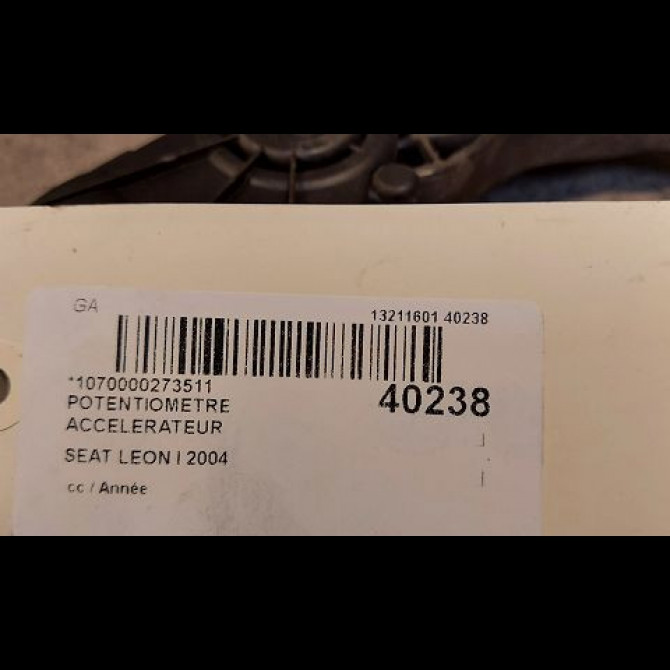 GA
13211601 40238
*1070000273511
40238
POTENTIOMETRE
ACCELERATEUR
SEAT LEON I 2004
cc / Année